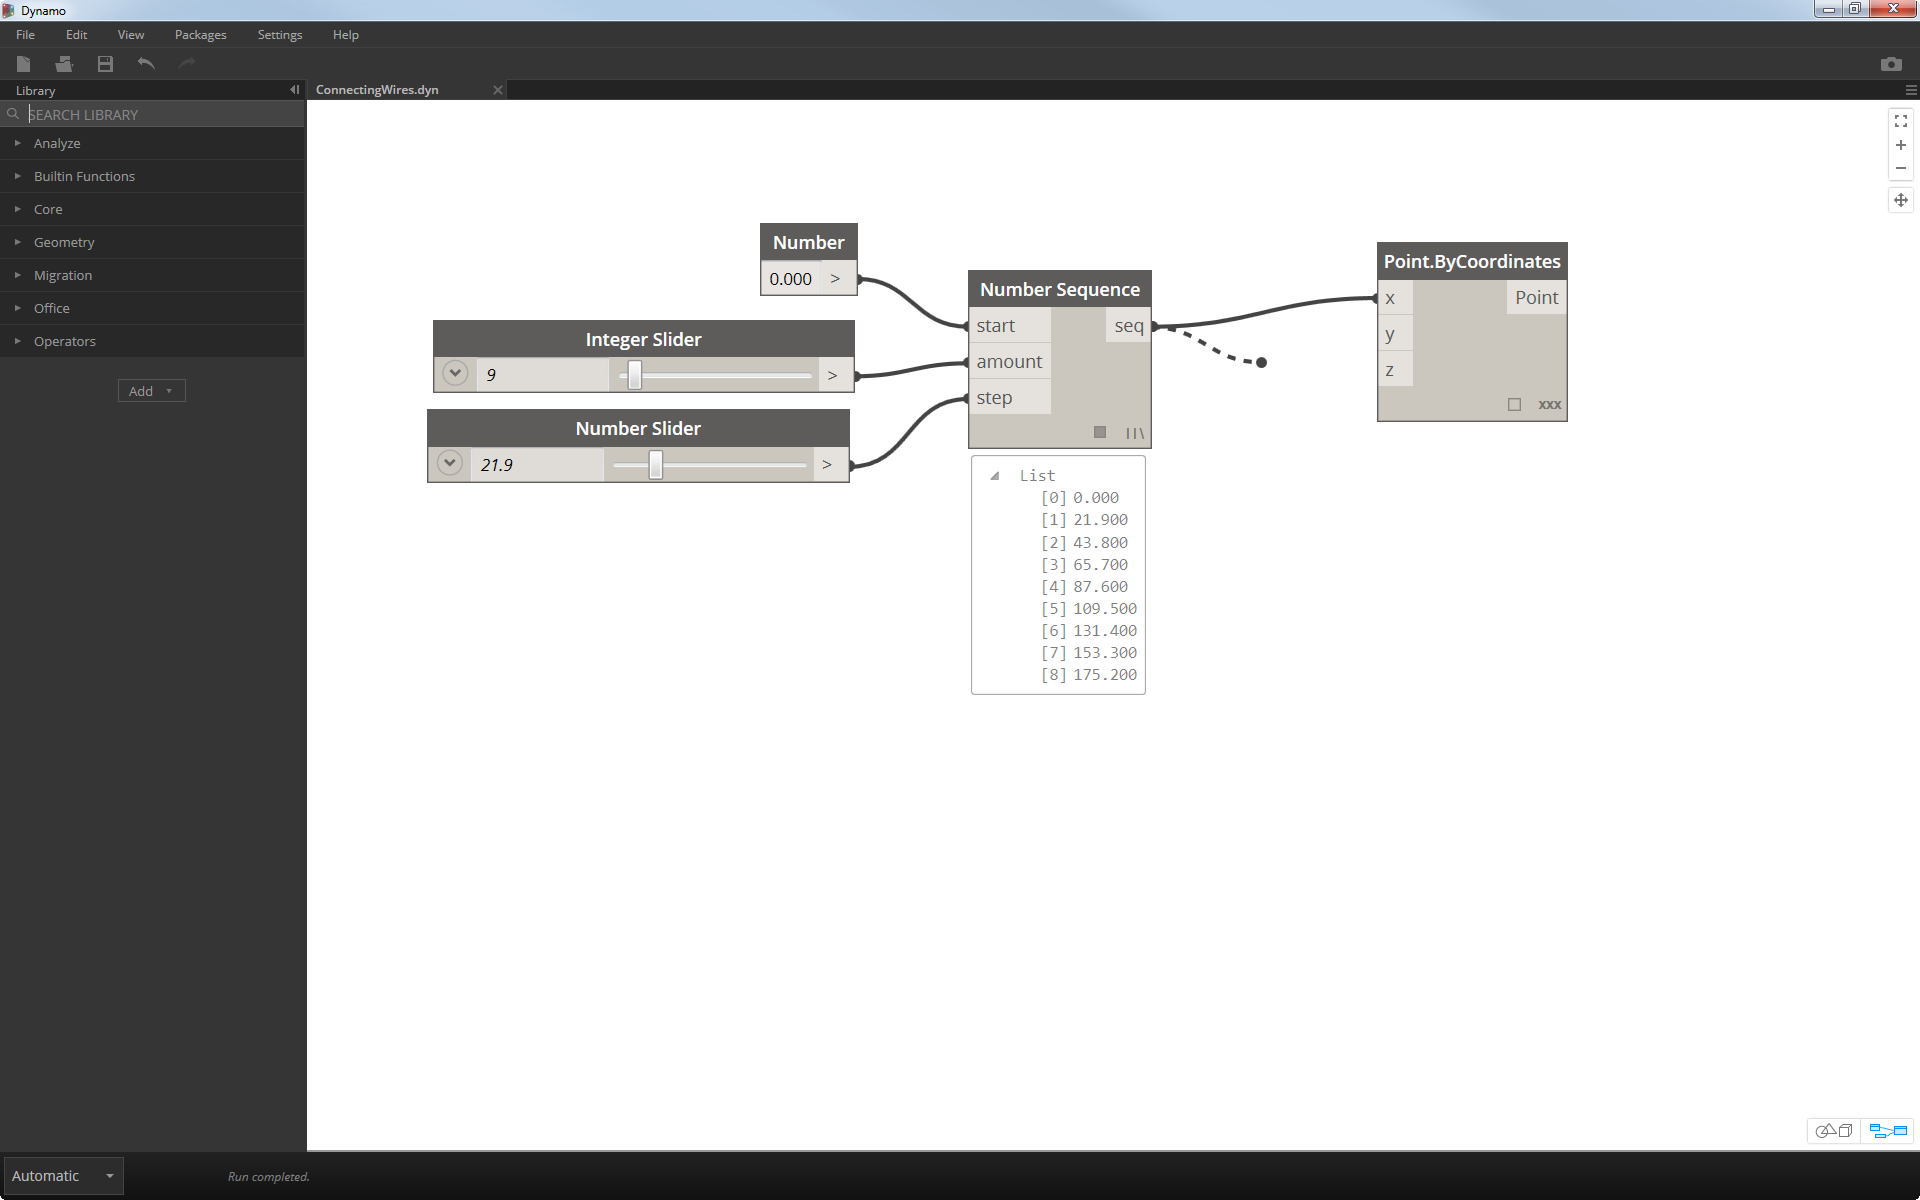 Dynamo
File Edit View Packages Settings Help
Library
ConnectingWires.dyn
SEARCH LIBRARY
Analyze
Builtin Functions
Core
Geometry
Migration
Office
Operators
Add
Number
0.000 >
Integer Slider
9 >
Number Slider
21.9 >
Number Sequence
start seq
amount
step
List
[0] 0.000
[1] 21.900
[2] 43.800
[3] 65.700
[4] 87.600
[5] 109.500
[6] 131.400
[7] 153.300
[8] 175.200
Point.ByCoordinates
x Point
y
z
xxx
Automatic
Run completed.